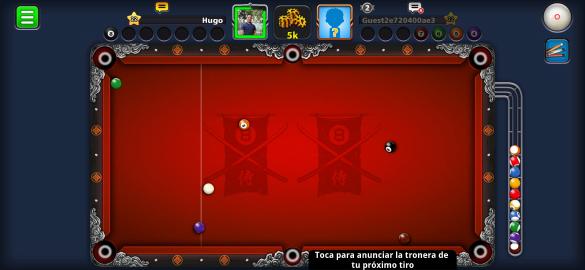 Hugo
5k
Guest2e720400ae3
Toca para anunciar la tronera de
tu próximo tiro